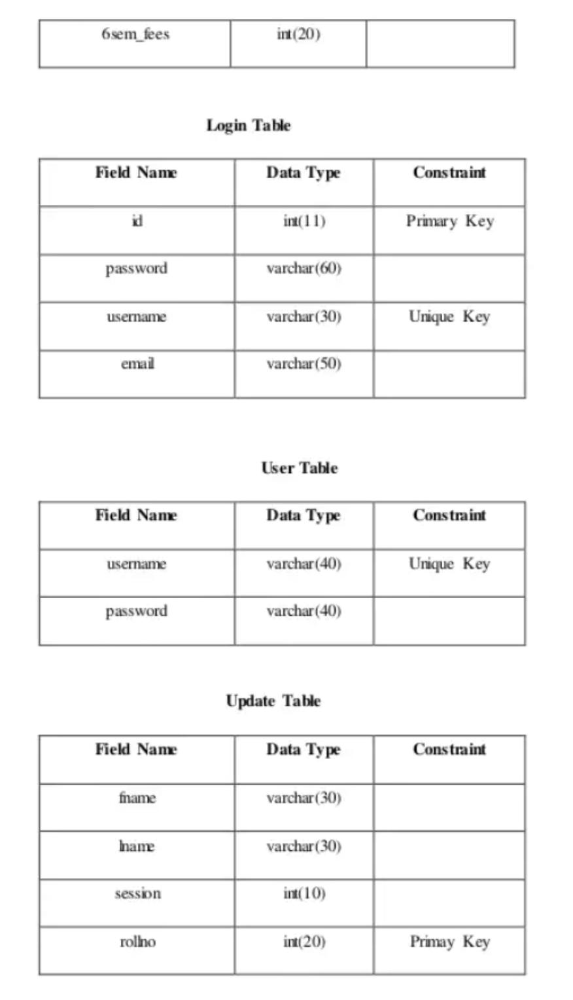 6sem_fees int(20)
Login Table
Field Name Data Type Constraint
id int(11) Primary Key
password varchar(60)
username varchar(30) Unique Key
email varchar(50)
User Table
Field Name Data Type Constraint
username varchar(40) Unique Key
password varchar(40)
Update Table
Field Name Data Type Constraint
fname varchar(30)
lname varchar(30)
session int(10)
rollno int(20) Primay Key